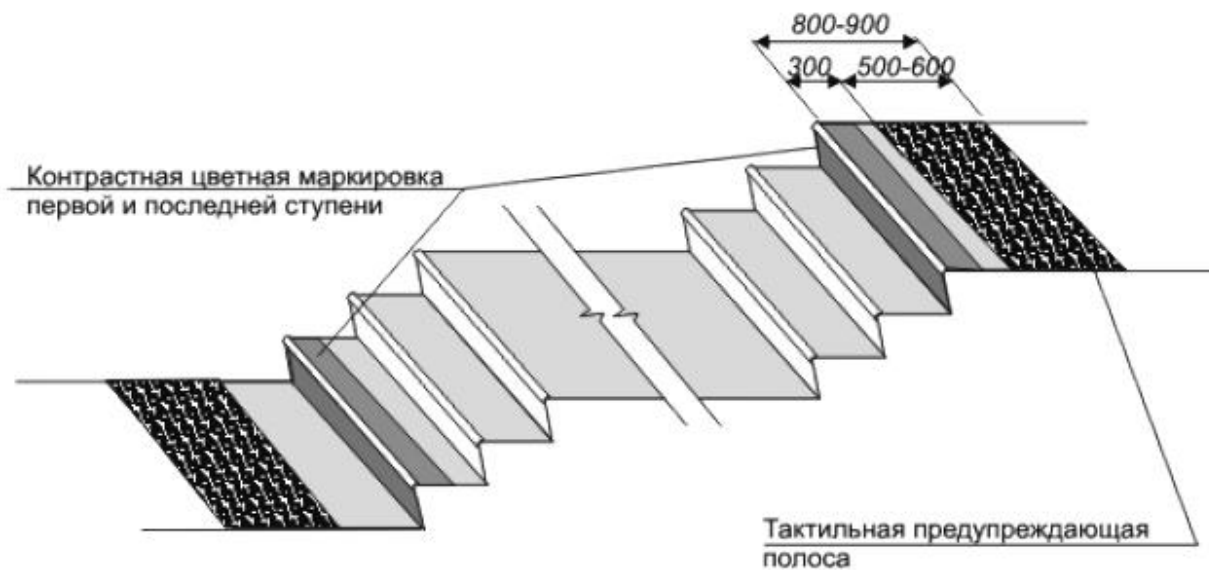 800-900
300 500-600
Контрастная цветная маркировка
первой и последней ступени
Тактильная предупреждающая
полоса